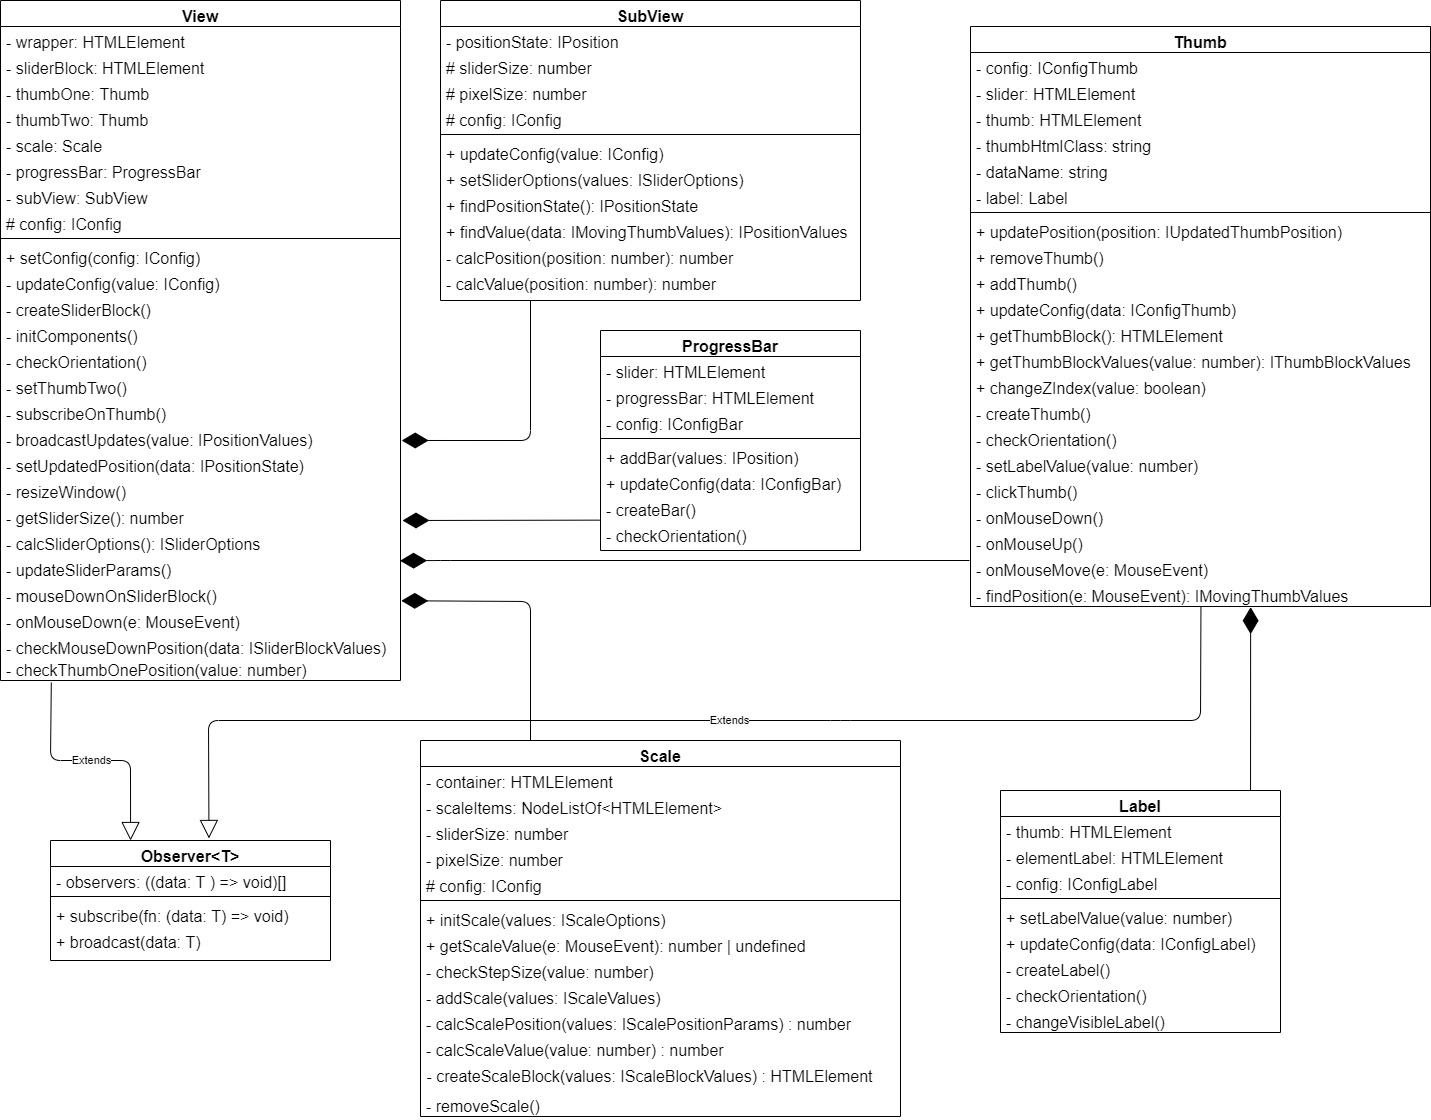 View
- wrapper: HTMLElement
- sliderBlock: HTMLElement
- thumbOne: Thumb
- thumbTwo: Thumb
- scale: Scale
- progressBar: ProgressBar
- subView: SubView
# config: IConfig
+ setConfig(config: IConfig)
- updateConfig(value: IConfig)
- createSliderBlock()
- initComponents()
- checkOrientation()
- setThumbTwo()
- subscribeOnThumb()
- broadcastUpdates(value: IPositionValues)
- setUpdatedPosition(data: IPositionState)
- resizeWindow()
- getSliderSize(): number
- calcSliderOptions(): ISliderOptions
- updateSliderParams()
- mouseDownOnSliderBlock()
- onMouseDown(e: MouseEvent)
- checkMouseDownPosition(data: ISliderBlockValues)
- checkThumbOnePosition(value: number)
SubView
- positionState: IPosition
# sliderSize: number
# pixelSize: number
# config: IConfig
+ updateConfig(value: IConfig)
+ setSliderOptions(values: ISliderOptions)
+ findPositionState(): IPositionState
+ findValue(data: IMovingThumbValues): IPositionValues
- calcPosition(position: number): number
- calcValue(position: number): number
ProgressBar
- slider: HTMLElement
- progressBar: HTMLElement
- config: IConfigBar
+ addBar(values: IPosition)
+ updateConfig(data: IConfigBar)
- createBar()
- checkOrientation()
Thumb
- config: IConfigThumb
- slider: HTMLElement
- thumb: HTMLElement
- thumbHtmlClass: string
- dataName: string
- label: Label
+ updatePosition(position: IUpdatedThumbPosition)
+ removeThumb()
+ addThumb()
+ updateConfig(data: IConfigThumb)
+ getThumbBlock(): HTMLElement
+ getThumbBlockValues(value: number): IThumbBlockValues
+ changeZIndex(value: boolean)
- createThumb()
- checkOrientation()
- setLabelValue(value: number)
- clickThumb()
- onMouseDown()
- onMouseUp()
- onMouseMove(e: MouseEvent)
- findPosition(e: MouseEvent): IMovingThumbValues
Extends
Extends
Observer<T>
- observers: ((data: T ) => void)[]
+ subscribe(fn: (data: T) => void)
+ broadcast(data: T)
Scale
- container: HTMLElement
- scaleItems: NodeListOf<HTMLElement>
- sliderSize: number
- pixelSize: number
# config: IConfig
+ initScale(values: IScaleOptions)
+ getScaleValue(e: MouseEvent): number | undefined
- checkStepSize(value: number)
- addScale(values: IScaleValues)
- calcScalePosition(values: IScalePositionParams) : number
- calcScaleValue(value: number) : number
- createScaleBlock(values: IScaleBlockValues) : HTMLElement
- removeScale()
Label
- thumb: HTMLElement
- elementLabel: HTMLElement
- config: IConfigLabel
+ setLabelValue(value: number)
+ updateConfig(data: IConfigLabel)
- createLabel()
- checkOrientation()
- changeVisibleLabel()